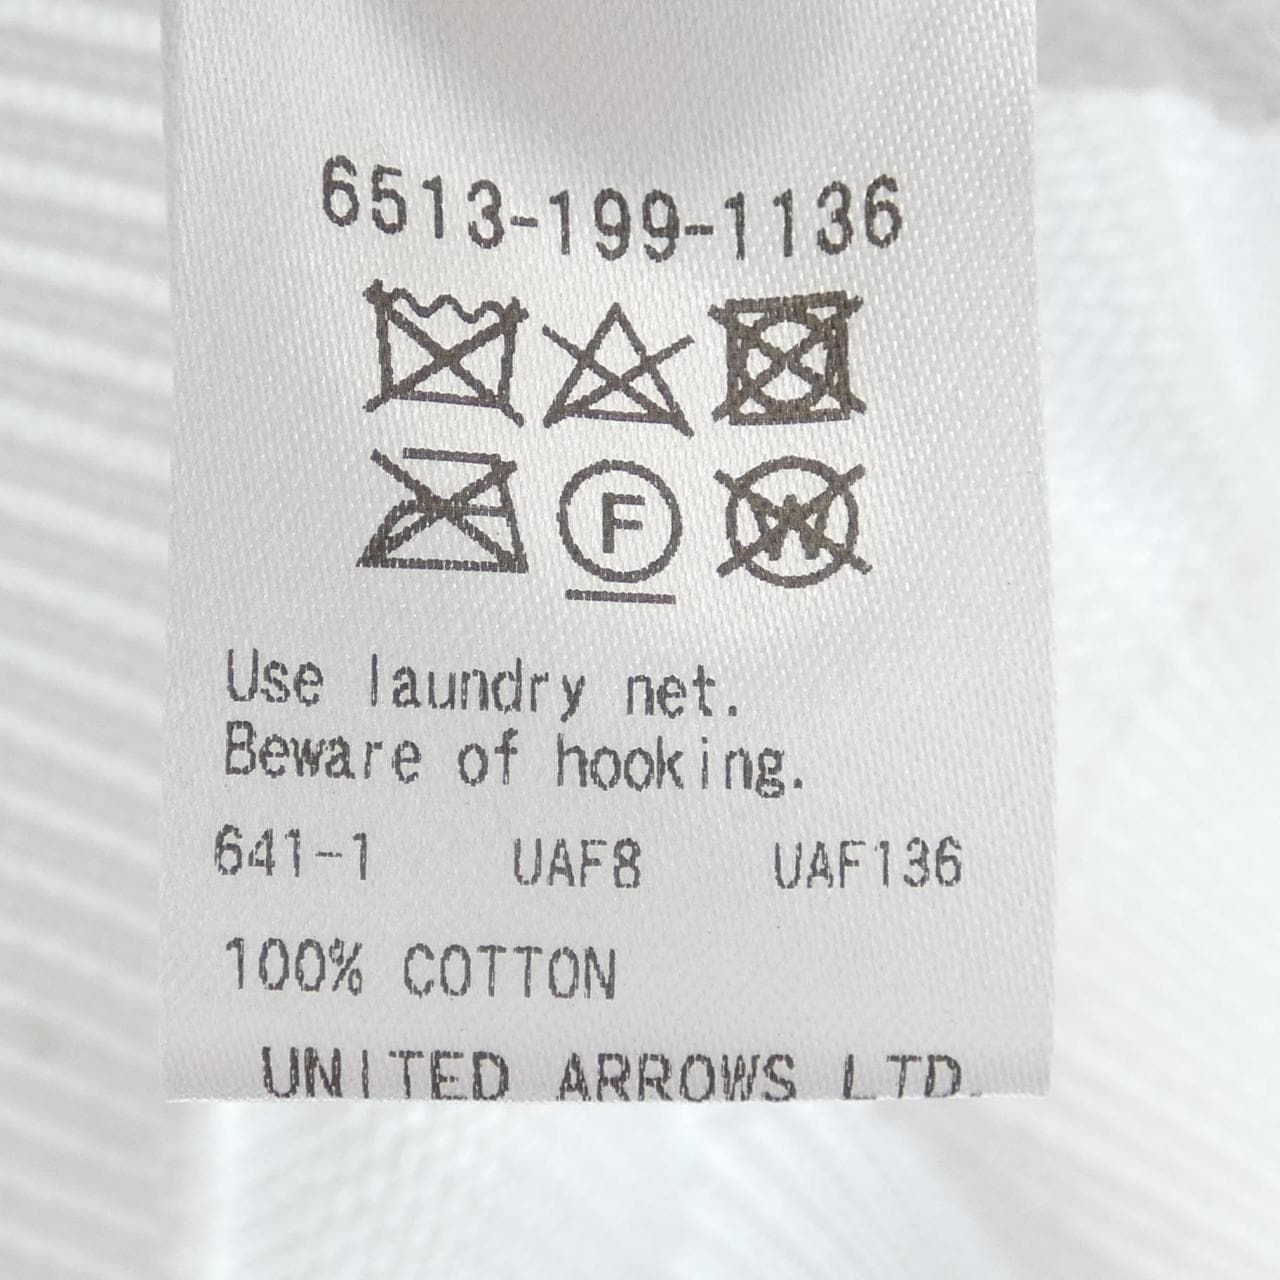 6513-199-1136
F
W
Use laundry net.
Beware of hooking.
641-1 UAF8 UAF136
100% COTTON
UNITED ARROWS LTD.